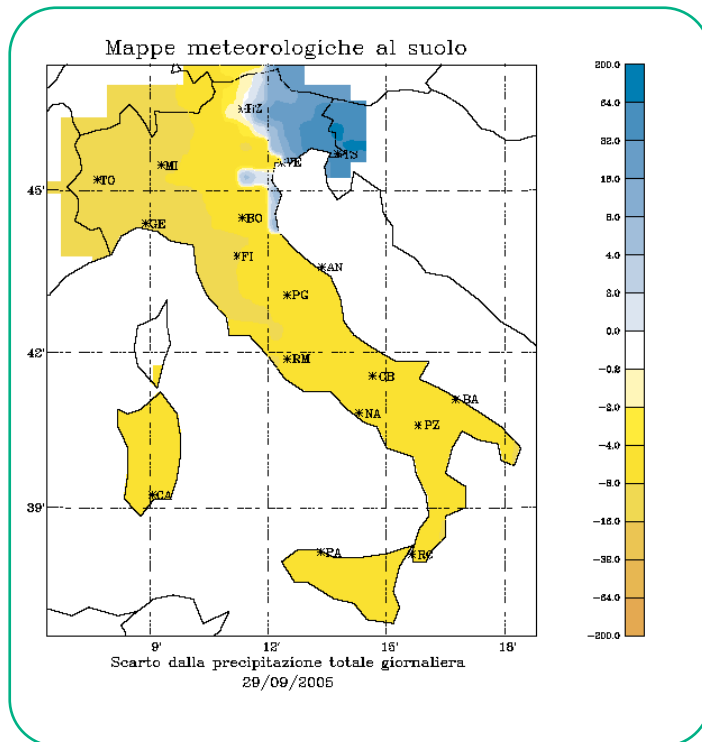 Mappe meteorologiche al suolo
200.0
64.0
32.0
16.0
8.0
4.0
2.0
0.0
-0.2
-2.0
-4.0
-8.0
-16.0
-32.0
-64.0
-200.0
BZ
MI
VE
TS
TO
45'
BO
GE
FI
AN
PG
42'
RM
CB
BA
NA
PZ
CA
39'
PA
RC
9'
12'
15'
18'
Scarto dalla precipitazione totale giornaliera
29/09/2005